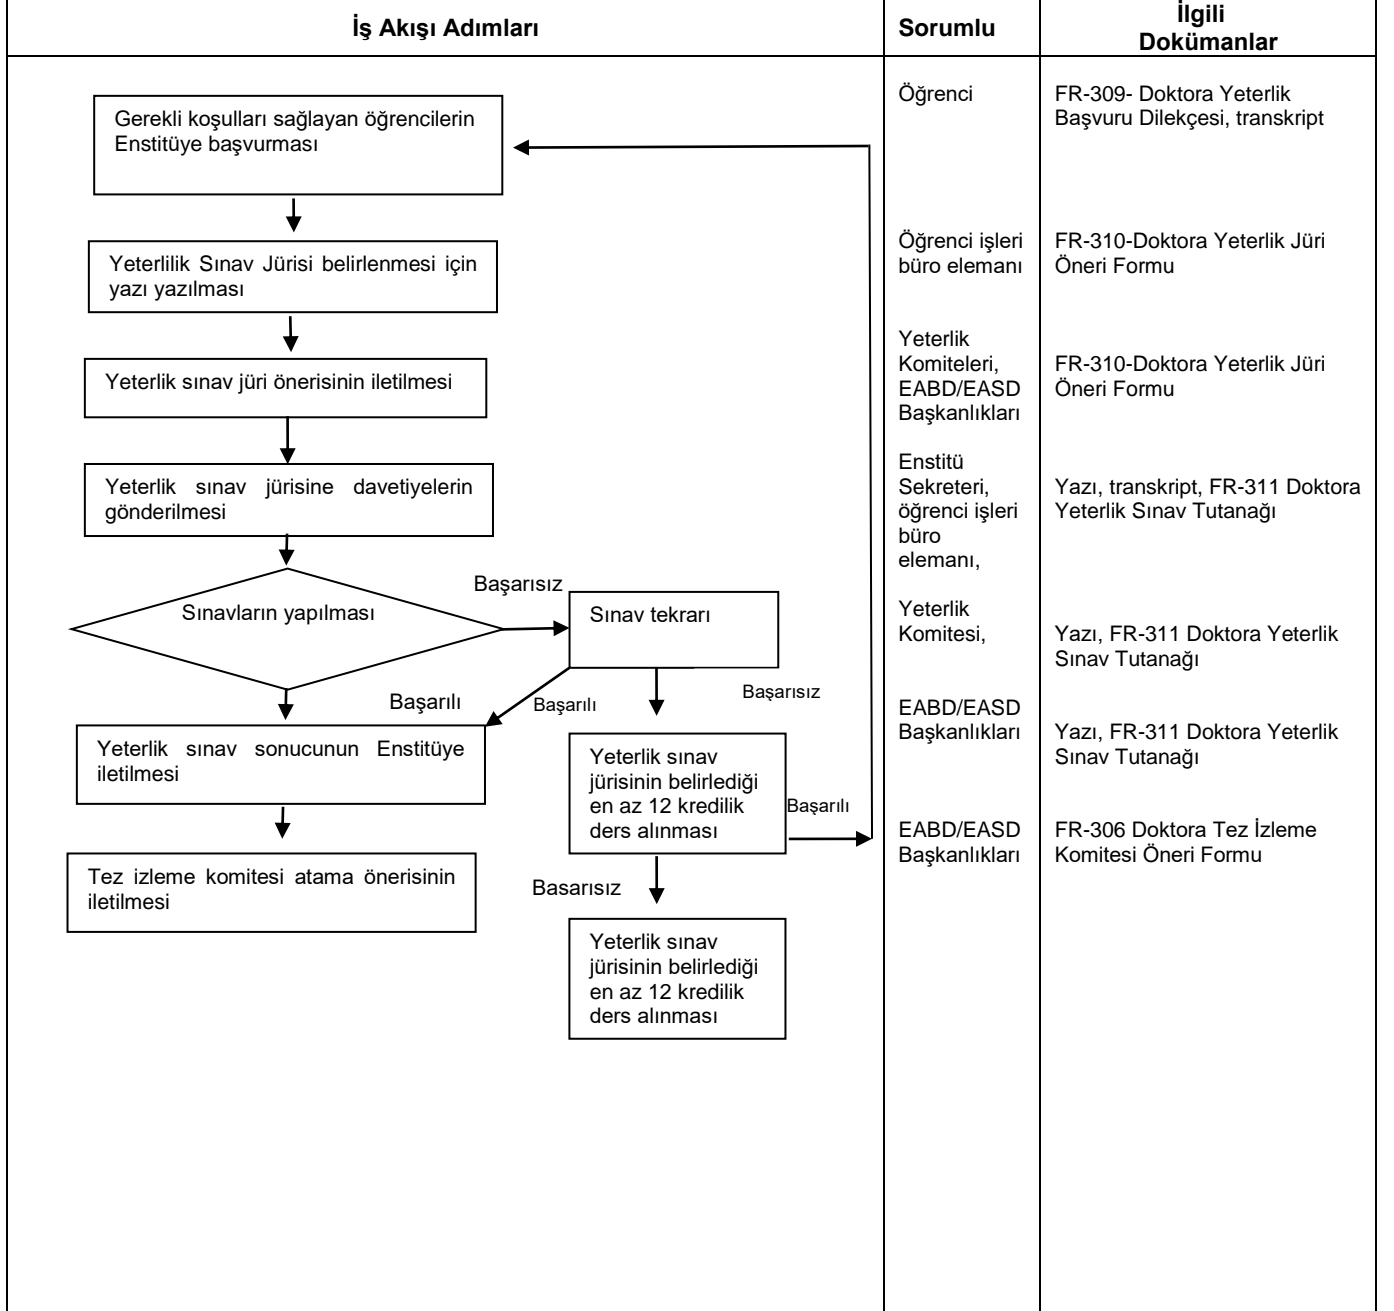 İş Akışı Adımları
Sorumlu
İlgili
Dokümanlar
Gerekli koşulları sağlayan öğrencilerin
Enstitüye başvurması
Öğrenci
FR-309- Doktora Yeterlik
Başvuru Dilekçesi, transkript
Yeterlilik Sınav Jürisi belirlenmesi için
yazı yazılması
Öğrenci işleri
büro elemanı
FR-310-Doktora Yeterlik Jüri
Öneri Formu
Yeterlik sınav jüri önerisinin iletilmesi
Yeterlik
Komiteleri,
EABD/EASD
Başkanlıkları
FR-310-Doktora Yeterlik Jüri
Öneri Formu
Yeterlik sınav jürisine davetiyelerin
gönderilmesi
Enstitü
Sekreteri,
öğrenci işleri
büro
elemanı,
Yazı, transkript, FR-311 Doktora
Yeterlik Sınav Tutanağı
Sınavların yapılması
Başarısız
Sınav tekrarı
Yeterlik
Komitesi,
Yazı, FR-311 Doktora Yeterlik
Sınav Tutanağı
Başarılı
Başarılı
Başarısız
Yeterlik sınav sonucunun Enstitüye
iletilmesi
EABD/EASD
Başkanlıkları
Yazı, FR-311 Doktora Yeterlik
Sınav Tutanağı
Yeterlik sınav
jürisinin belirlediği
en az 12 kredilik
ders alınması
Başarılı
Tez izleme komitesi atama önerisinin
iletilmesi
EABD/EASD
Başkanlıkları
FR-306 Doktora Tez İzleme
Komitesi Öneri Formu
Basarısız
Yeterlik sınav
jürisinin belirlediği
en az 12 kredilik
ders alınması